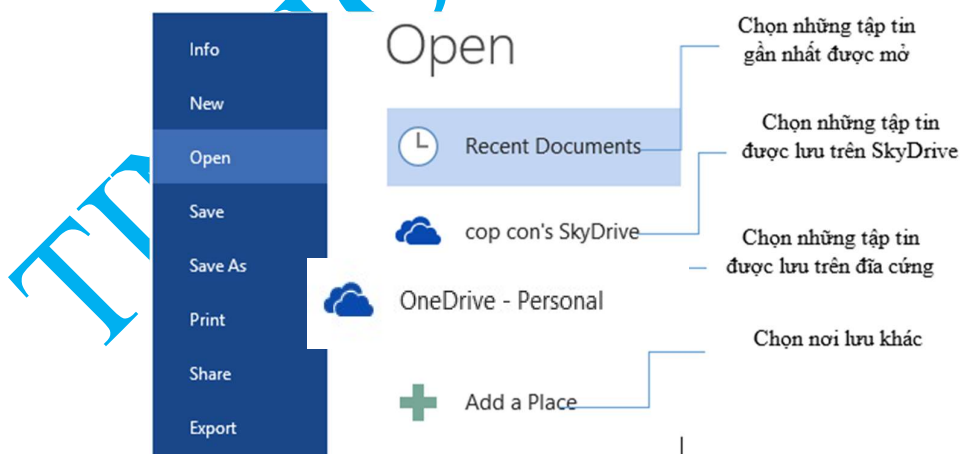 Info
New
Open
Save
Save As
Print
Share
Export
Open
Recent Documents
cop con's SkyDrive
OneDrive - Personal
Add a Place
Chọn những tập tin
gần nhất được mở
Chọn những tập tin
được lưu trên SkyDrive
Chọn những tập tin
được lưu trên đĩa cứng
Chọn nơi lưu khác